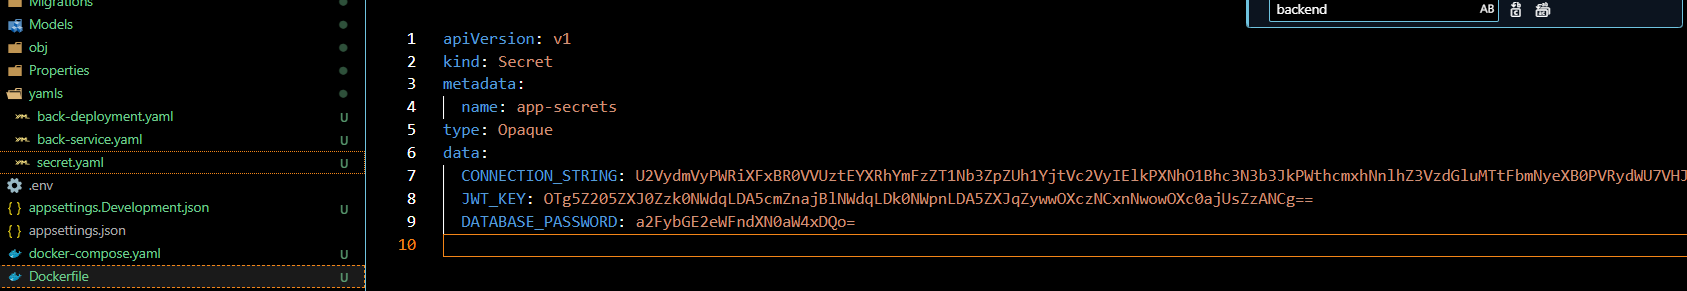 Migrations
Models
obj
Properties
yamls
back-deployment.yaml U
back-service.yaml U
secret.yaml U
.env
appsettings.Development.json U
appsettings.json
docker-compose.yaml U
Dockerfile U
backend AB
1 apiVersion: v1
2 kind: Secret
3 metadata:
4 name: app-secrets
5 type: Opaque
6 data:
7 CONNECTION_STRING: U2VydmVyPWRiXFxBR0VVUztEYXRhYmFzZT1Nb3ZpZUh1YjtVc2VyIElkPXNhO1Bhc3N3b3JkPWthcmxhNnlhZ3VzdGluMTtFbmNyeXB0PVRydWU7VHJ
8 JWT_KEY: OTg5Z205ZXJ0Zzk0NWdqLDA5cmZnajBlNWdqLDk0NWpnLDA5ZXJqZywwOXczNCxnNwowOXc0ajUsZzANCg==
9 DATABASE_PASSWORD: a2FybGE2eWFndXN0aW4xDQo=
10